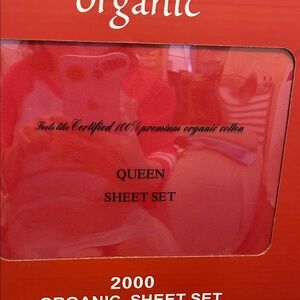 organic
Feels like Certified 100% premium organic cotton
QUEEN
SHEET SET
2000
ORGANIC SHEET SET